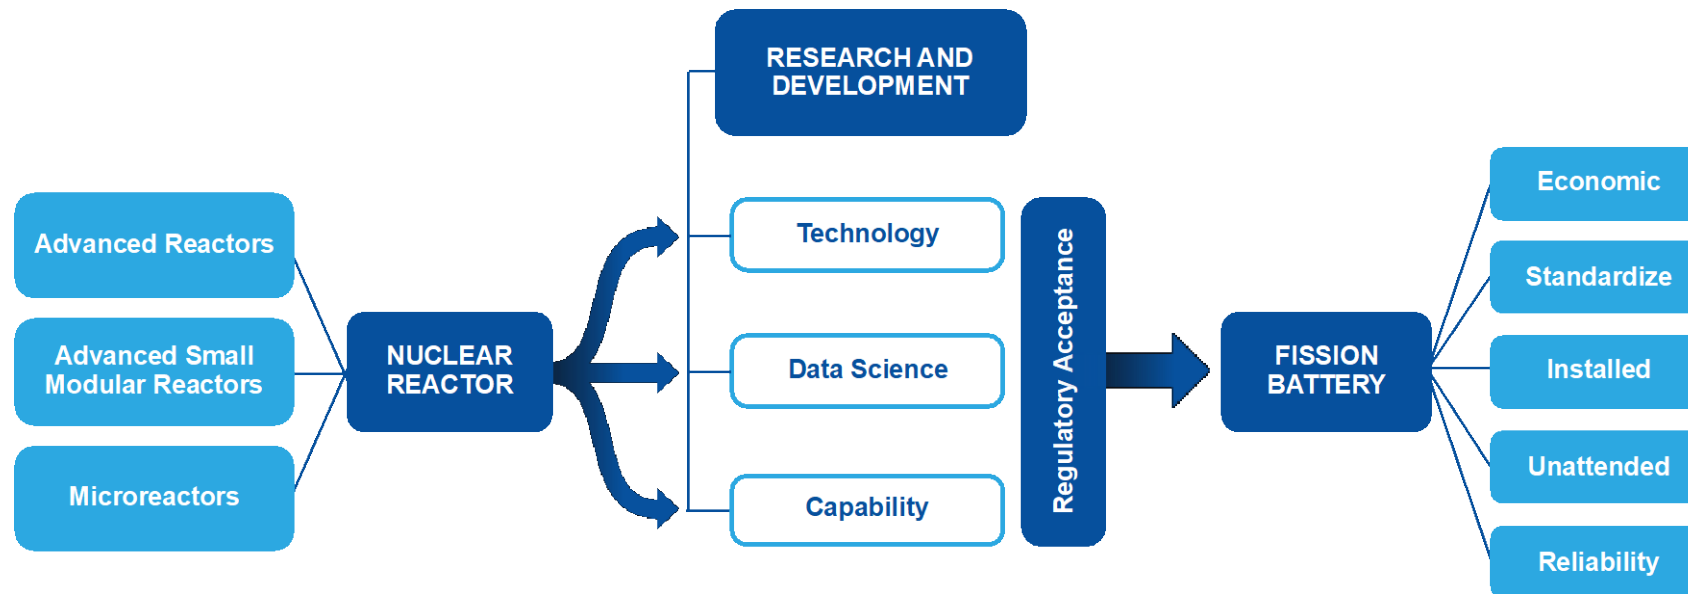 RESEARCH AND
DEVELOPMENT
Advanced Reactors
Advanced Small
Modular Reactors
Microreactors
NUCLEAR
REACTOR
Technology
Data Science
Capability
Regulatory Acceptance
FISSION
BATTERY
Economic
Standardize
Installed
Unattended
Reliability